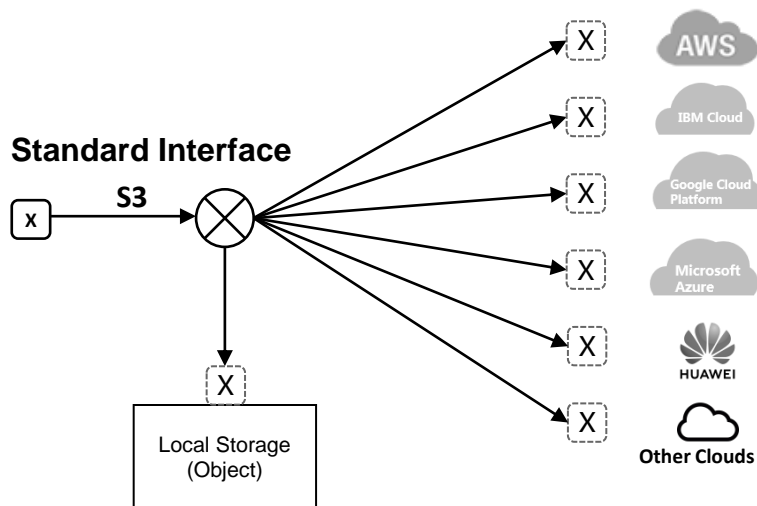 X
AWS
X
IBM Cloud
Standard Interface
S3
X
X
Google Cloud
Platform
X
Microsoft
Azure
X
HUAWEI
X
Local Storage
(Object)
X
Other Clouds